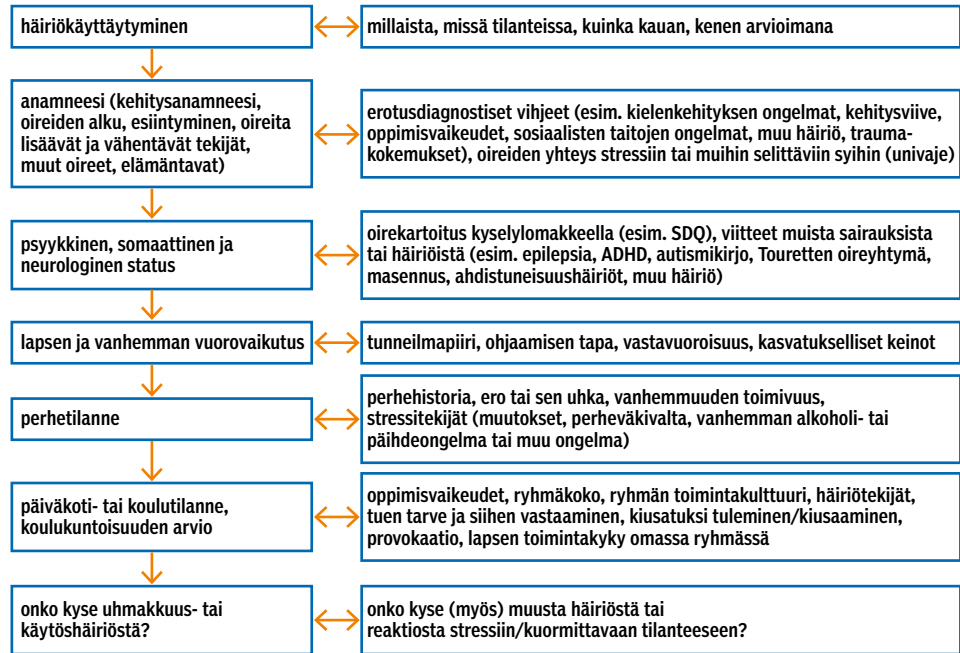 häiriökäyttäytyminen
millaista, missä tilanteissa, kuinka kauan, kenen arvioimana
anamneesi (kehitysanamneesi,
oireiden alku, esiintyminen, oireita
lisäävät ja vähentävät tekijät,
muut oireet, elämäntavat)
erotusdiagnostiset vihjeet (esim. kielenkehityksen ongelmat, kehitysviive,
oppimisvaikeudet, sosiaalisten taitojen ongelmat, muu häiriö, trauma-
kokemukset), oireiden yhteys stressiin tai muihin selittäviin syihin (univaje)
psyykkinen, somaattinen ja
neurologinen status
oirekartoitus kyselylomakkeella (esim. SDQ), viitteet muista sairauksista
tai häiriöistä (esim. epilepsia, ADHD, autismikirjo, Touretten oireyhtymä,
masennus, ahdistuneisuushäiriöt, muu häiriö)
lapsen ja vanhemman vuorovaikutus
tunneilmapiiri, ohjaamisen tapa, vastavuoroisuus, kasvatukselliset keinot
perhetilanne
perhehistoria, ero tai sen uhka, vanhemmuuden toimivuus,
stressitekijät (muutokset, perheväkivalta, vanhemman alkoholi- tai
päihdeongelma tai muu ongelma)
päiväkoti- tai koulutilanne,
koulukuntoisuuden arvio
oppimisvaikeudet, ryhmäkoko, ryhmän toimintakulttuuri, häiriötekijät,
tuen tarve ja siihen vastaaminen, kiusatuksi tuleminen/kiusaaminen,
provokaatio, lapsen toimintakyky omassa ryhmässä
onko kyse uhmakkuus- tai
käytöshäiriöstä?
onko kyse (myös) muusta häiriöstä tai
reaktiosta stressiin/kuormittavaan tilanteeseen?